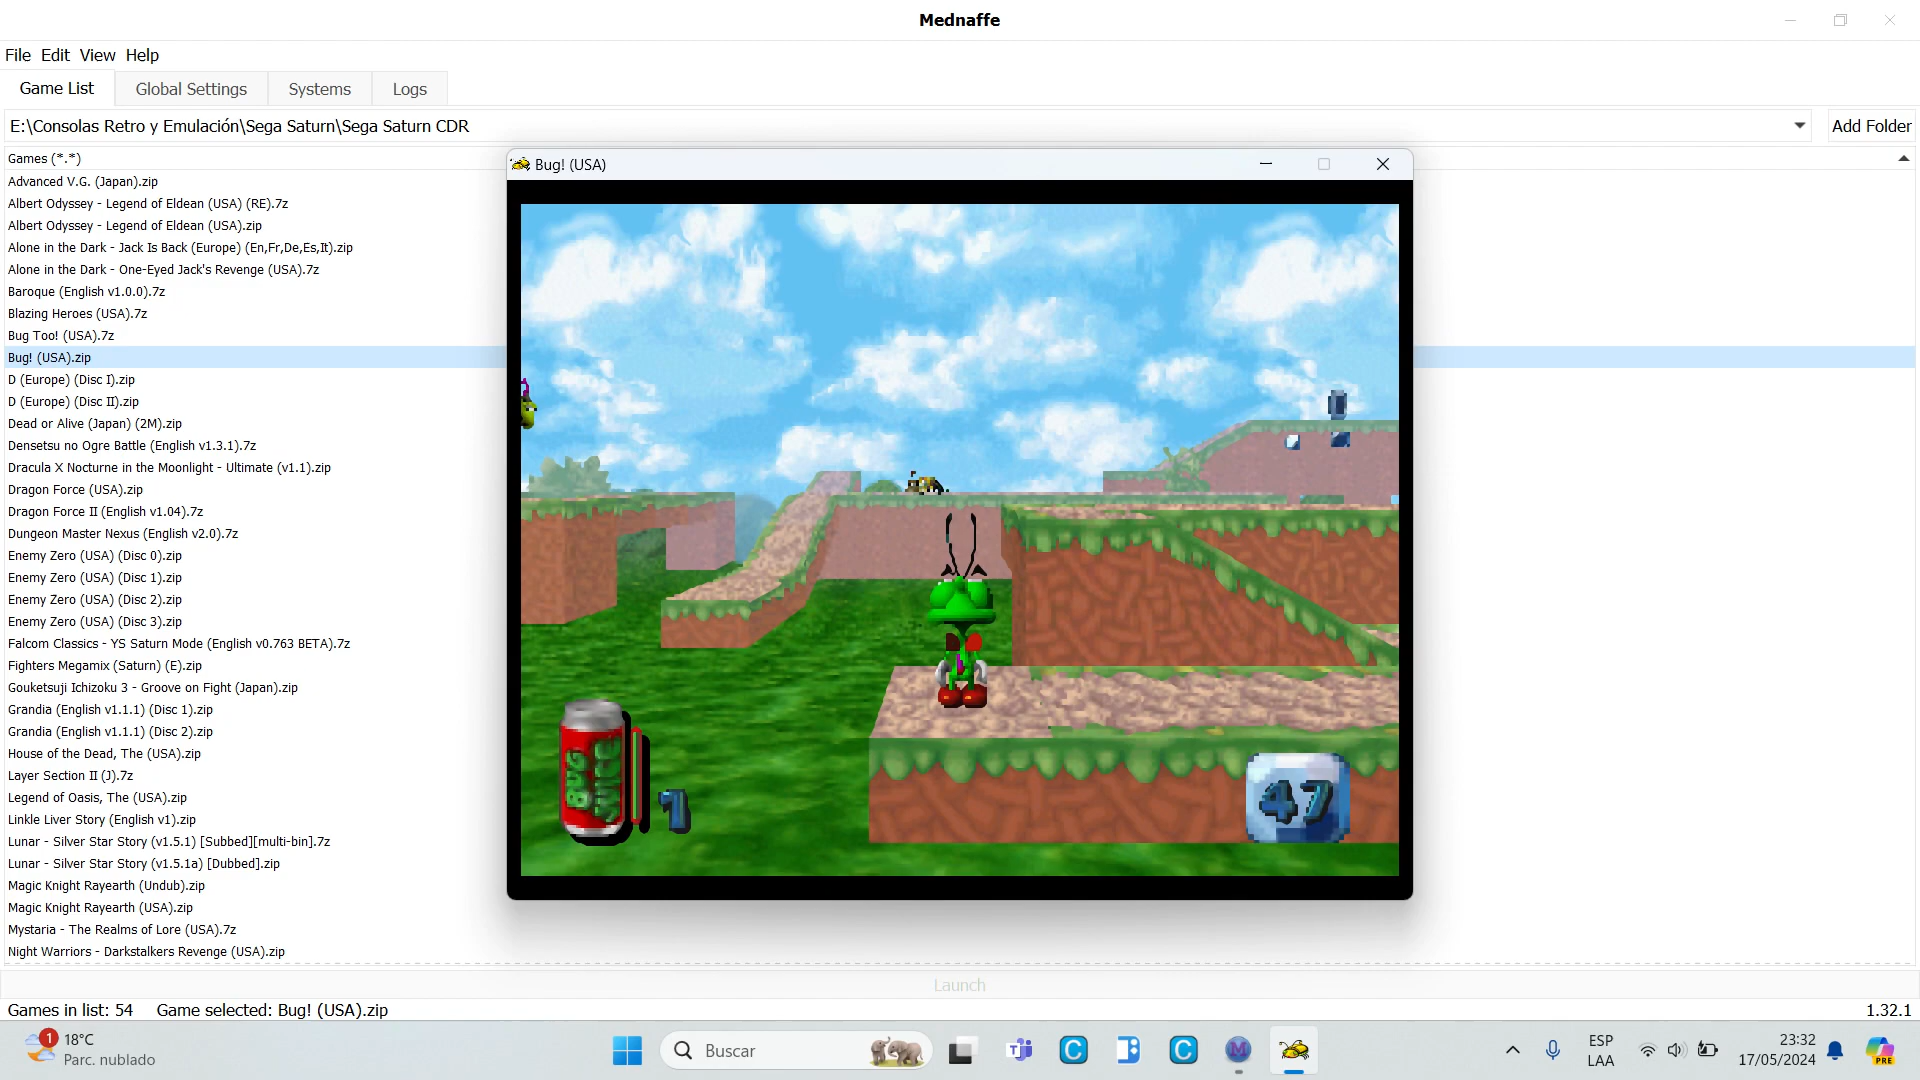 Mednaffe
File Edit View Help
Game List Global Settings Systems Logs
E:\Consolas Retro y Emulación\Sega Saturn\Sega Saturn CDR Add Folder
Games (*.*)
Advanced V.G. (Japan).zip
Albert Odyssey - Legend of Eldean (USA) (RE).7z
Albert Odyssey - Legend of Eldean (USA).zip
Alone in the Dark - Jack Is Back (Europe) (En,Fr,De,Es,It).zip
Alone in the Dark - One-Eyed Jack's Revenge (USA).7z
Baroque (English v1.0.0).7z
Blazing Heroes (USA).7z
Bug Too! (USA).7z
Bug! (USA).zip
D (Europe) (Disc I).zip
D (Europe) (Disc II).zip
Dead or Alive (Japan) (2M).zip
Densetsu no Ogre Battle (English v1.3.1).7z
Dracula X Nocturne in the Moonlight - Ultimate (v1.1).zip
Dragon Force (USA).zip
Dragon Force II (English v1.04).7z
Dungeon Master Nexus (English v2.0).7z
Enemy Zero (USA) (Disc 0).zip
Enemy Zero (USA) (Disc 1).zip
Enemy Zero (USA) (Disc 2).zip
Enemy Zero (USA) (Disc 3).zip
Falcom Classics - YS Saturn Mode (English v0.763 BETA).7z
Fighters Megamix (Saturn) (E).zip
Gouketsuji Ichizoku 3 - Groove on Fight (Japan).zip
Grandia (English v1.1.1) (Disc 1).zip
Grandia (English v1.1.1) (Disc 2).zip
House of the Dead, The (USA).zip
Layer Section II (J).7z
Legend of Oasis, The (USA).zip
Linkle Liver Story (English v1).zip
Lunar - Silver Star Story (v1.5.1) [Subbed][multi-bin].7z
Lunar - Silver Star Story (v1.5.1a) [Dubbed].zip
Magic Knight Rayearth (Undub).zip
Magic Knight Rayearth (USA).zip
Mystaria - The Realms of Lore (USA).7z
Night Warriors - Darkstalkers Revenge (USA).zip
Bug! (USA)
BUG JUICE
1
47
Launch
Games in list: 54 Game selected: Bug! (USA).zip 1.32.1
1 18°C
Parc. nublado
Buscar
ESP
LAA
23:32
17/05/2024
PRE